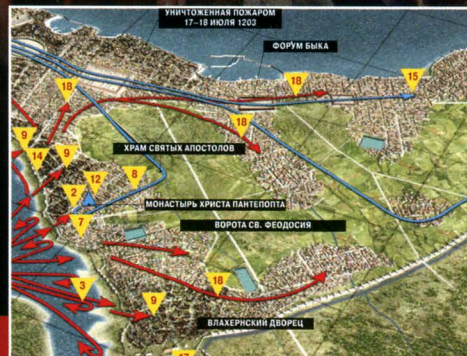 УНИЧТОЖЕННАЯ ПОЖАРОМ
17–18 ИЮЛЯ 1203
ФОРУМ БЫКА
18
18
15
18
ХРАМ СВЯТЫХ АПОСТОЛОВ
9
14
9
12
8
2
МОНАСТЫРЬ ХРИСТА ПАНТЕПОПТА
7
ВОРОТА СВ. ФЕОДОСИЯ
3
18
9
ВЛАХЕРНСКИЙ ДВОРЕЦ
17